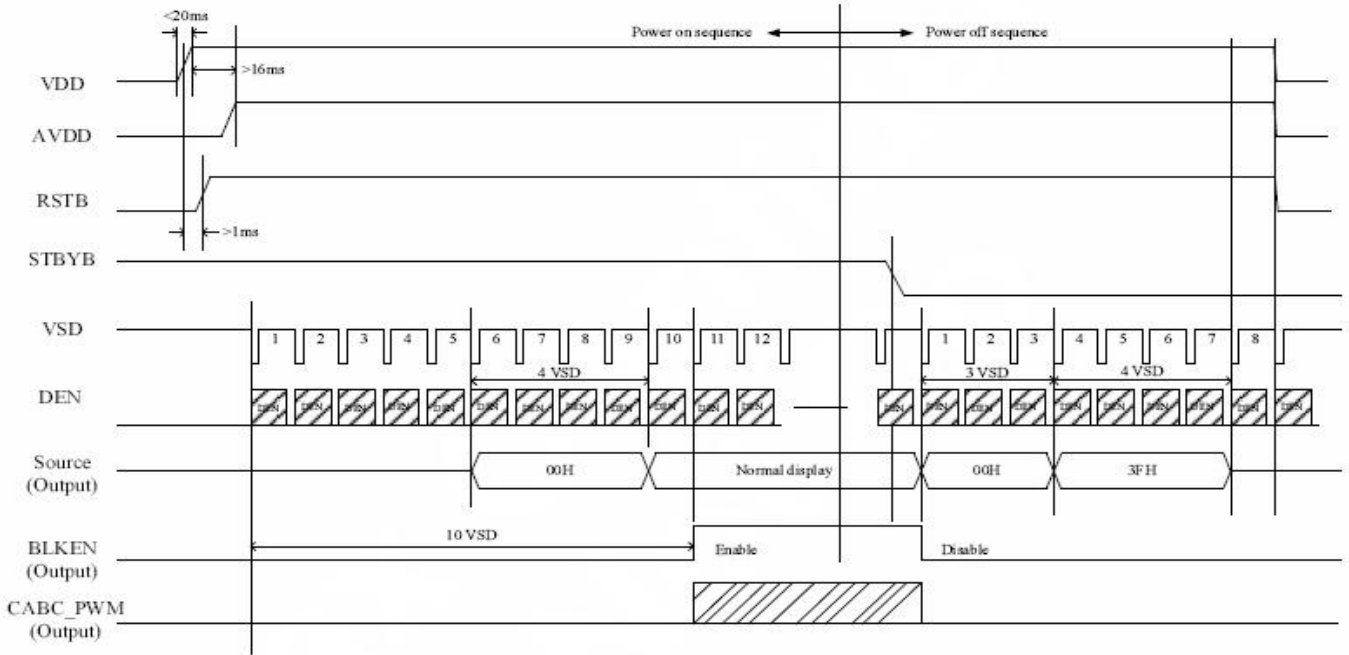 <20ms
Power on sequence Power off sequence
VDD >16ms
AVDD
RSTB
>1ms
STBYB
VSD 1 2 3 4 5 6 7 8 9 10 11 12 1 2 3 4 5 6 7 8
4 VSD 3 VSD 4 VSD
DEN DEN DEN DEN DEN DEN DEN DEN DEN DEN DEN DEN DEN DEN DEN DEN DEN DEN DEN DEN DEN DEN DEN
Source
(Output) 00H Normal display 00H 3FH
10 VSD
BLKEN
(Output) Enable Disable
CABC_PWM
(Output)